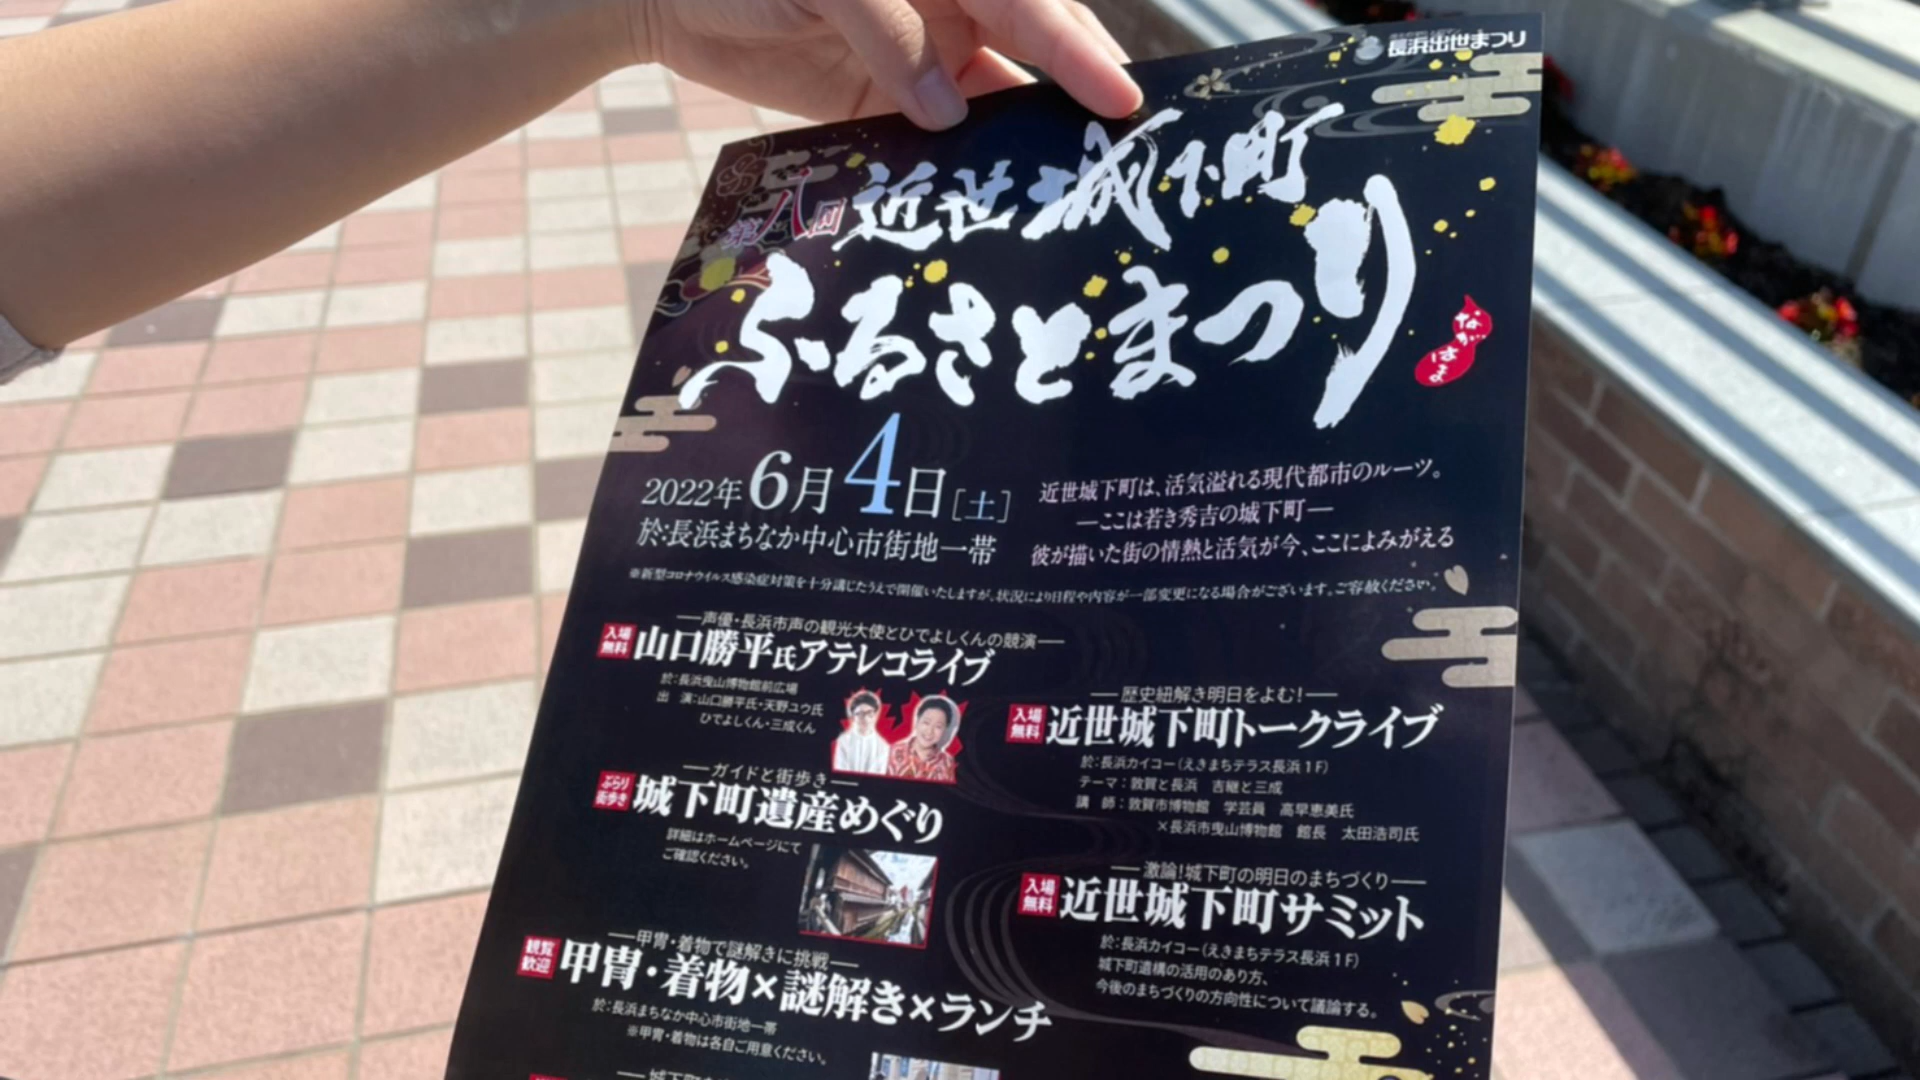 長浜出世まつり
第八回 近世城下町
ふるさとまつり
ながはま
2022年6月4日[土]
於:長浜まちなか中心市街地一帯
近世城下町は、活気溢れる現代都市のルーツ。
―ここは若き秀吉の城下町―
彼が描いた街の情熱と活気が今、ここによみがえる
※新型コロナウイルス感染症対策を十分講じたうえで開催いたしますが、状況により日程や内容が一部変更になる場合がございます。ご容赦ください。
―声優・長浜市声の観光大使とひでよしくんの競演―
入場無料 山口勝平氏アテレコライブ
於:長浜曳山博物館前広場
出 演:山口勝平氏・天野ユウ氏
ひでよしくん・三成くん
―ガイドと街歩き―
ぶらり街歩き 城下町遺産めぐり
詳細はホームページにて
ご確認ください。
―甲冑・着物で謎解きに挑戦―
観覧歓迎 甲冑・着物×謎解き×ランチ
於:長浜まちなか中心市街地一帯
※甲冑・着物は各自ご用意ください。
―歴史紐解き明日をよむ!―
入場無料 近世城下町トークライブ
於:長浜カイコー(えきまちテラス長浜1F)
テーマ:敦賀と長浜 吉継と三成
講 師:敦賀市博物館 学芸員 高早恵美氏
×長浜市曳山博物館 館長 太田浩司氏
―激論!城下町の明日のまちづくり―
入場無料 近世城下町サミット
於:長浜カイコー(えきまちテラス長浜1F)
城下町遺構の活用のあり方、
今後のまちづくりの方向性について議論する。